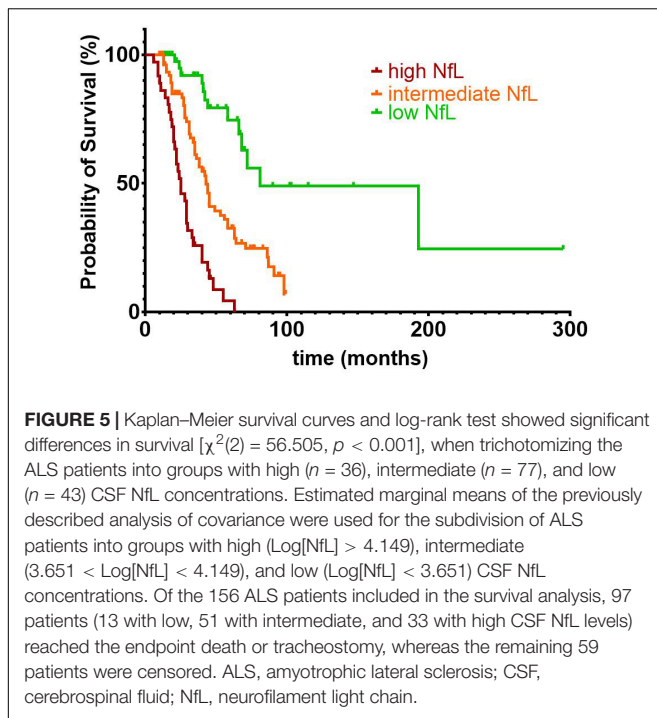 100
50
0
Probability of Survival (%)
high NfL
intermediate NfL
low NfL
0 100 200 300
time (months)
FIGURE 5 | Kaplan–Meier survival curves and log-rank test showed significant
differences in survival [χ²(2) = 56.505, p < 0.001], when trichotomizing the
ALS patients into groups with high (n = 36), intermediate (n = 77), and low
(n = 43) CSF NfL concentrations. Estimated marginal means of the previously
described analysis of covariance were used for the subdivision of ALS
patients into groups with high (Log[NfL] > 4.149), intermediate
(3.651 < Log[NfL] < 4.149), and low (Log[NfL] < 3.651) CSF NfL
concentrations. Of the 156 ALS patients included in the survival analysis, 97
patients (13 with low, 51 with intermediate, and 33 with high CSF NfL levels)
reached the endpoint death or tracheostomy, whereas the remaining 59
patients were censored. ALS, amyotrophic lateral sclerosis; CSF,
cerebrospinal fluid; NfL, neurofilament light chain.